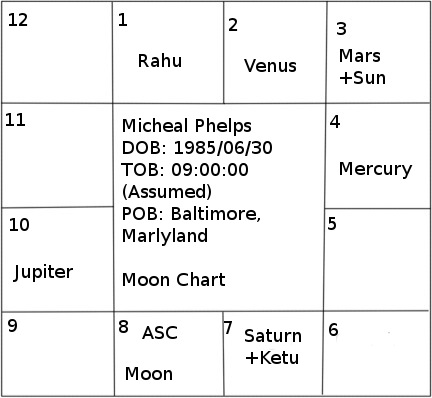 12
1
Rahu
2
Venus
3
Mars
+Sun
11
Micheal Phelps
DOB: 1985/06/30
TOB: 09:00:00
(Assumed)
POB: Baltimore,
Marlyland
Moon Chart
4
Mercury
10
Jupiter
5
9
8 ASC
Moon
7 Saturn
+Ketu
6